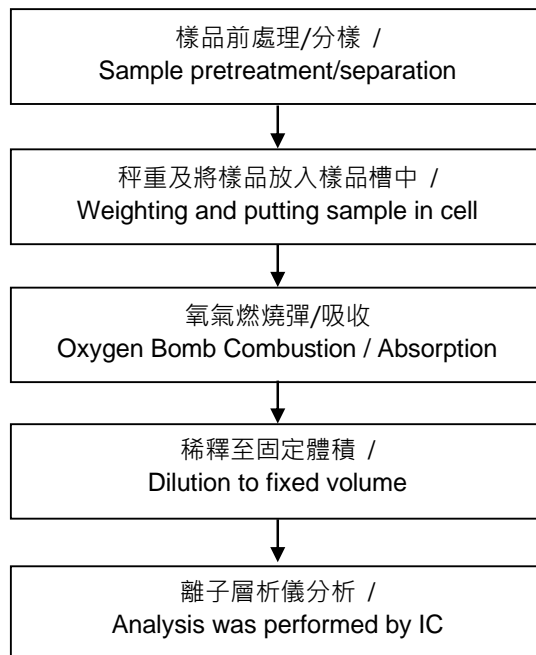 樣品前處理/分樣 /
Sample pretreatment/separation
秤重及將樣品放入樣品槽中 /
Weighting and putting sample in cell
氧氣燃燒彈/吸收
Oxygen Bomb Combustion / Absorption
稀釋至固定體積 /
Dilution to fixed volume
離子層析儀分析 /
Analysis was performed by IC